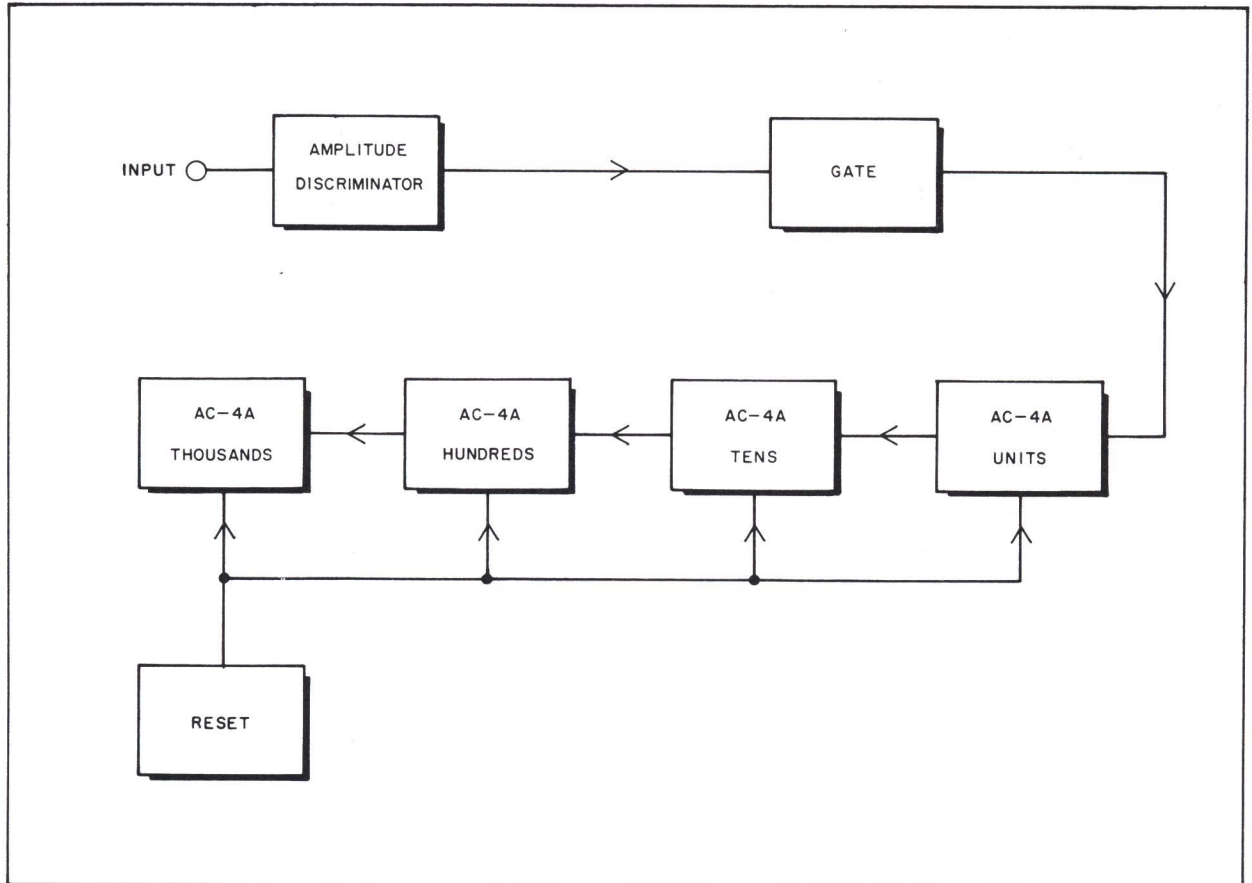 INPUT
AMPLITUDE
DISCRIMINATOR
GATE
AC-4A
THOUSANDS
AC-4A
HUNDREDS
AC-4A
TENS
AC-4A
UNITS
RESET